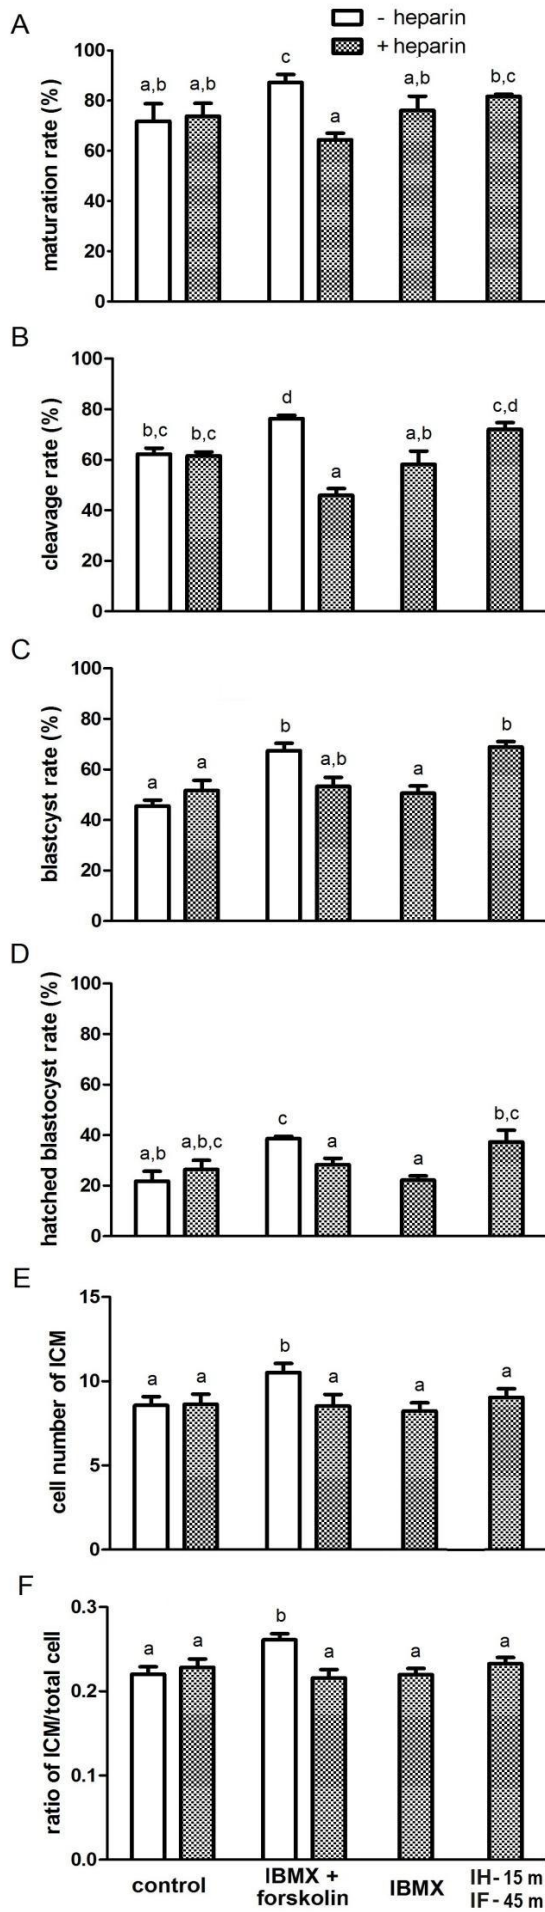 A
- heparin
+ heparin
maturation rate (%)
100
80
60
40
20
0
a,b
a,b
c
a
a,b
b,c
B
cleavage rate (%)
100
80
60
40
20
0
b,c
b,c
d
a
a,b
c,d
C
blastcyst rate (%)
100
80
60
40
20
0
a
a
b
a,b
a
b
D
hatched blastocyst rate (%)
100
80
60
40
20
0
a,b
a,b,c
c
a
a
b,c
E
cell number of ICM
15
10
5
0
a
a
b
a
a
a
F
ratio of ICM/total cell
0.3
0.2
0.1
0.0
a
a
b
a
a
a
control
IBMX +
forskolin
IBMX
IH- 15 m
IF - 45 m